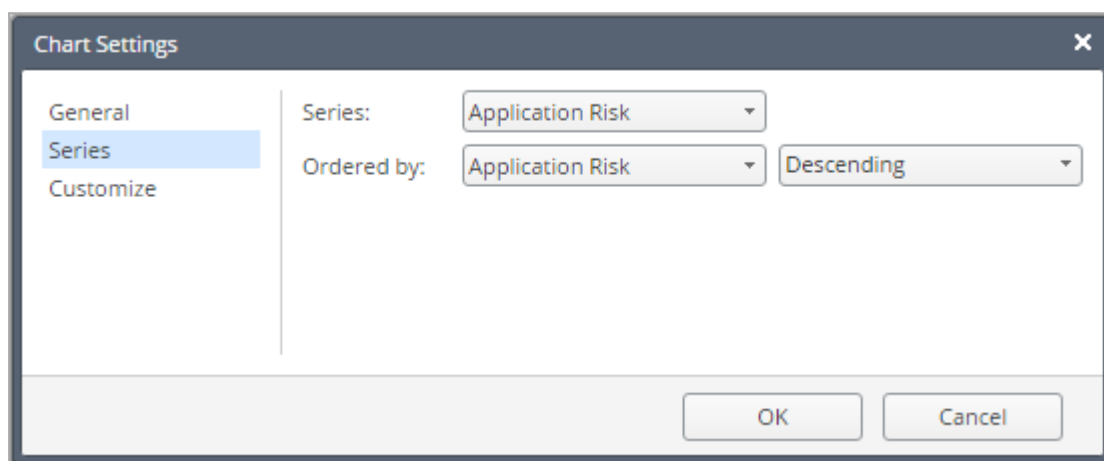 Chart Settings
General
Series
Customize
Series: Application Risk
Ordered by: Application Risk Descending
OK Cancel